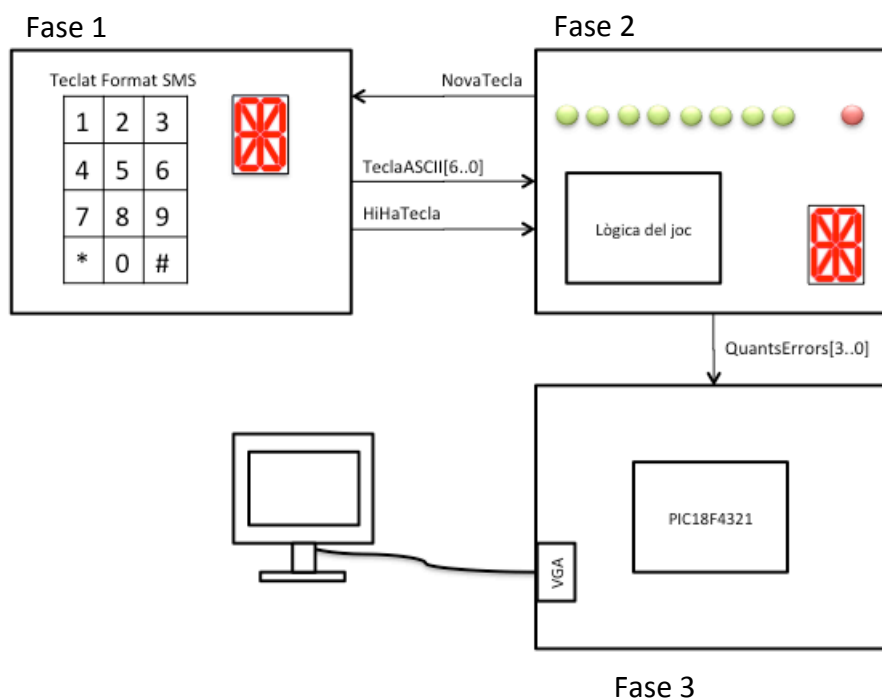 Fase 1
Fase 2
Teclat Format SMS
1 2 3
4 5 6
7 8 9
* 0 #
NovaTecla
TeclaASCII[6..0]
HiHaTecla
Lògica del joc
QuantsErrors[3..0]
PIC18F4321
VGA
Fase 3